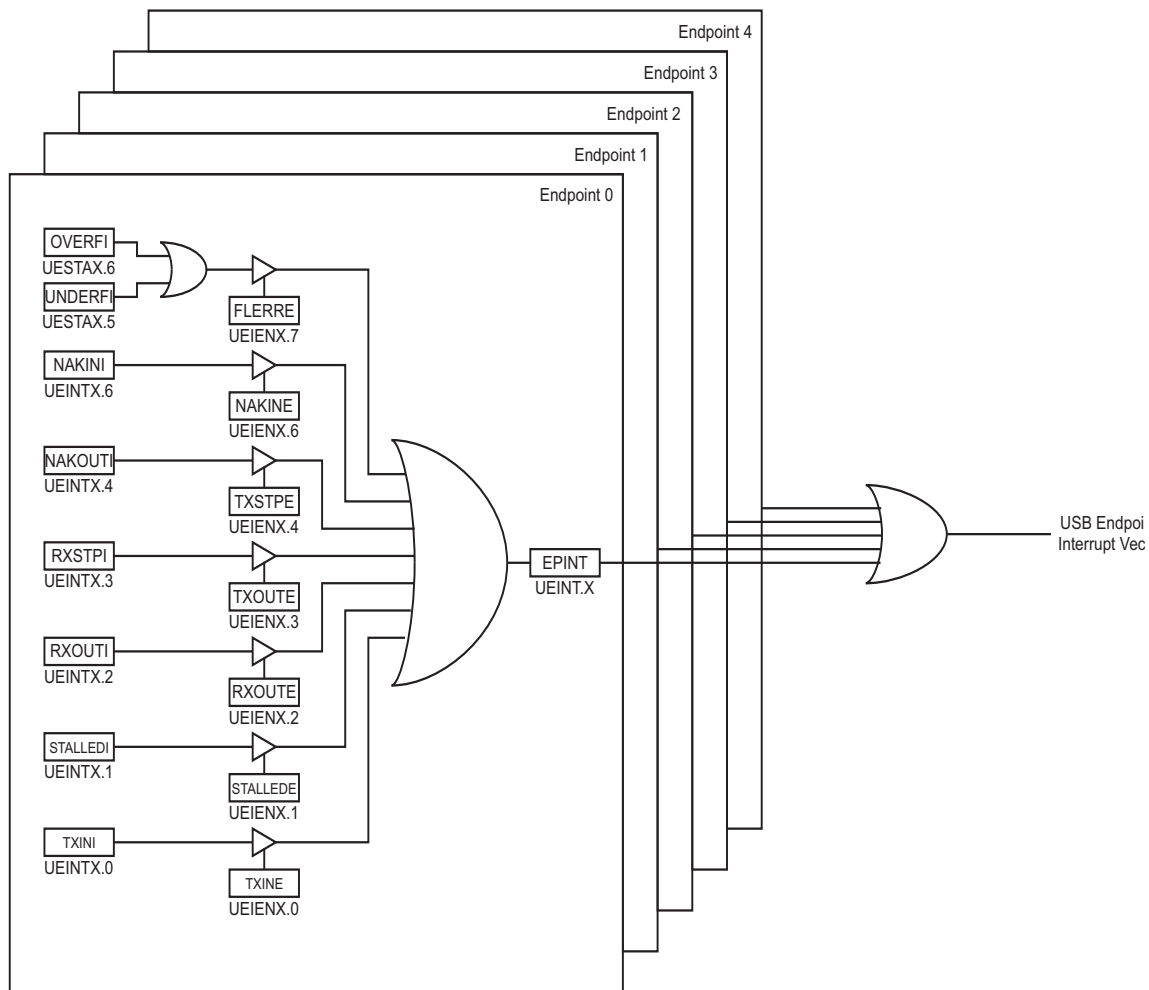 Endpoint 4
Endpoint 3
Endpoint 2
Endpoint 1
Endpoint 0
OVERFI
UESTAX.6
UNDERFI
UESTAX.5
FLERRE
UEIENX.7
NAKINI
UEINTX.6
NAKINE
UEIENX.6
NAKOUTI
UEINTX.4
TXSTPE
UEIENX.4
RXSTPI
UEINTX.3
TXOUTE
UEIENX.3
RXOUTI
UEINTX.2
RXOUTE
UEIENX.2
STALLEDI
UEINTX.1
STALLEDE
UEIENX.1
TXINI
UEINTX.0
TXINE
UEIENX.0
EPINT
UEINT.X
USB Endpoi
Interrupt Vec